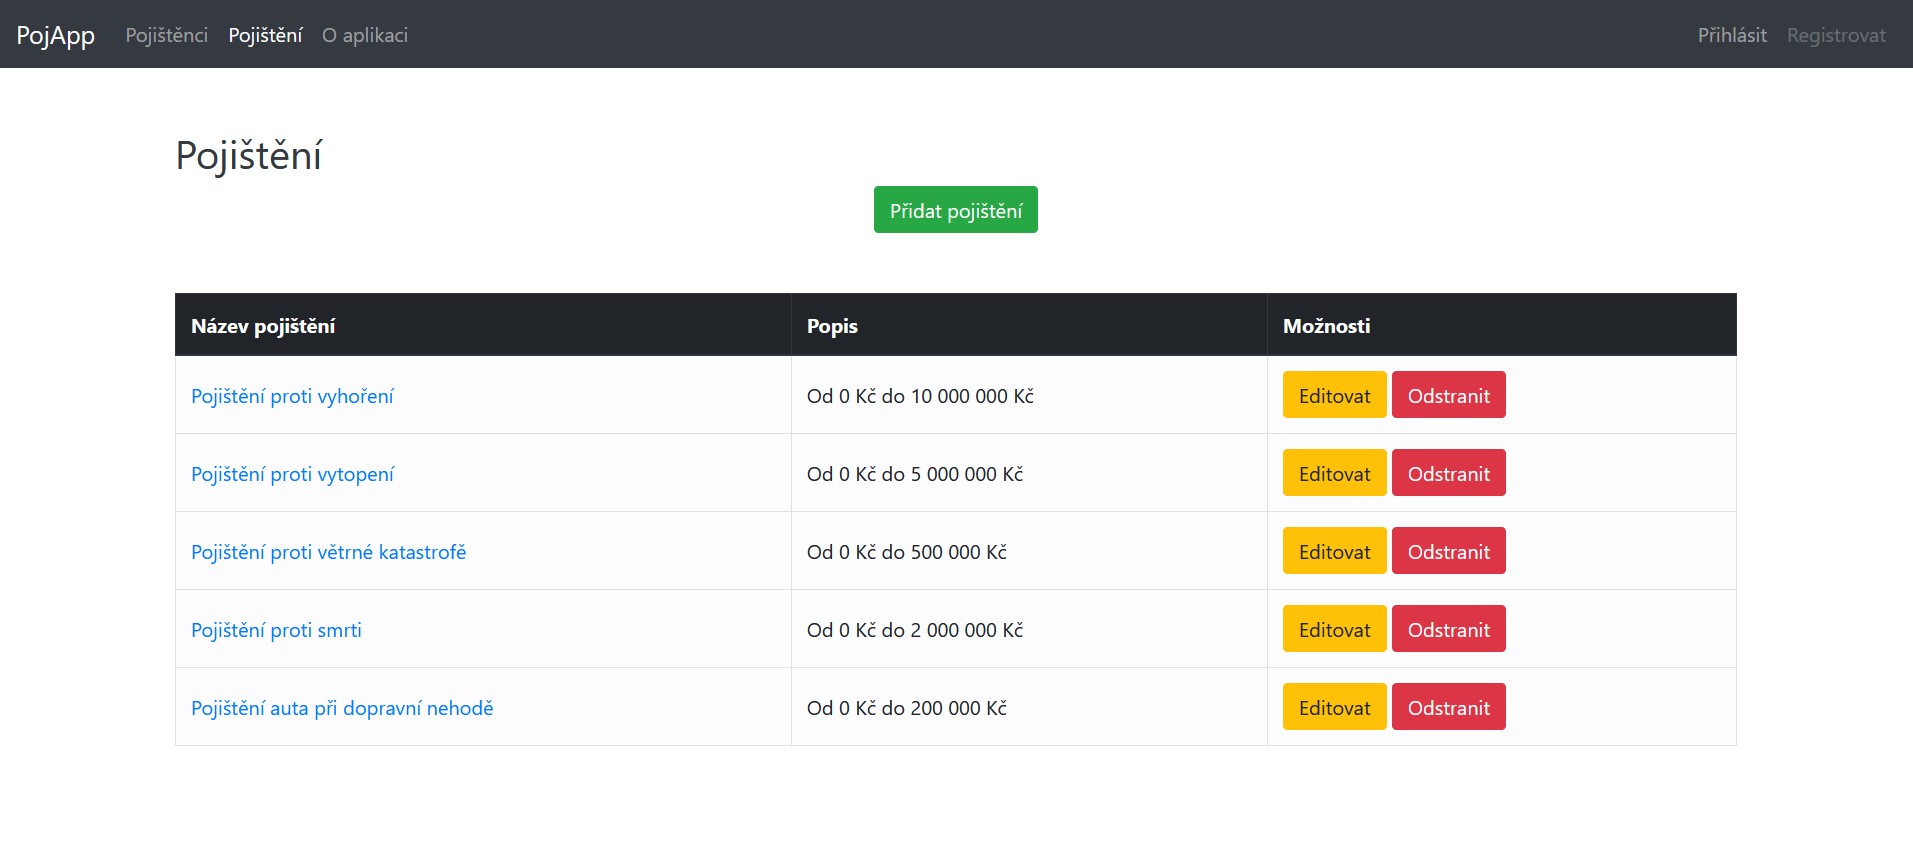 PojApp Pojištěnci Pojištění O aplikaci Přihlásit Registrovat
Pojištění
Přidat pojištění
Název pojištění Popis Možnosti
Pojištění proti vyhoření Od 0 Kč do 10 000 000 Kč Editovat Odstranit
Pojištění proti vytopení Od 0 Kč do 5 000 000 Kč Editovat Odstranit
Pojištění proti větrné katastrofě Od 0 Kč do 500 000 Kč Editovat Odstranit
Pojištění proti smrti Od 0 Kč do 2 000 000 Kč Editovat Odstranit
Pojištění auta při dopravní nehodě Od 0 Kč do 200 000 Kč Editovat Odstranit